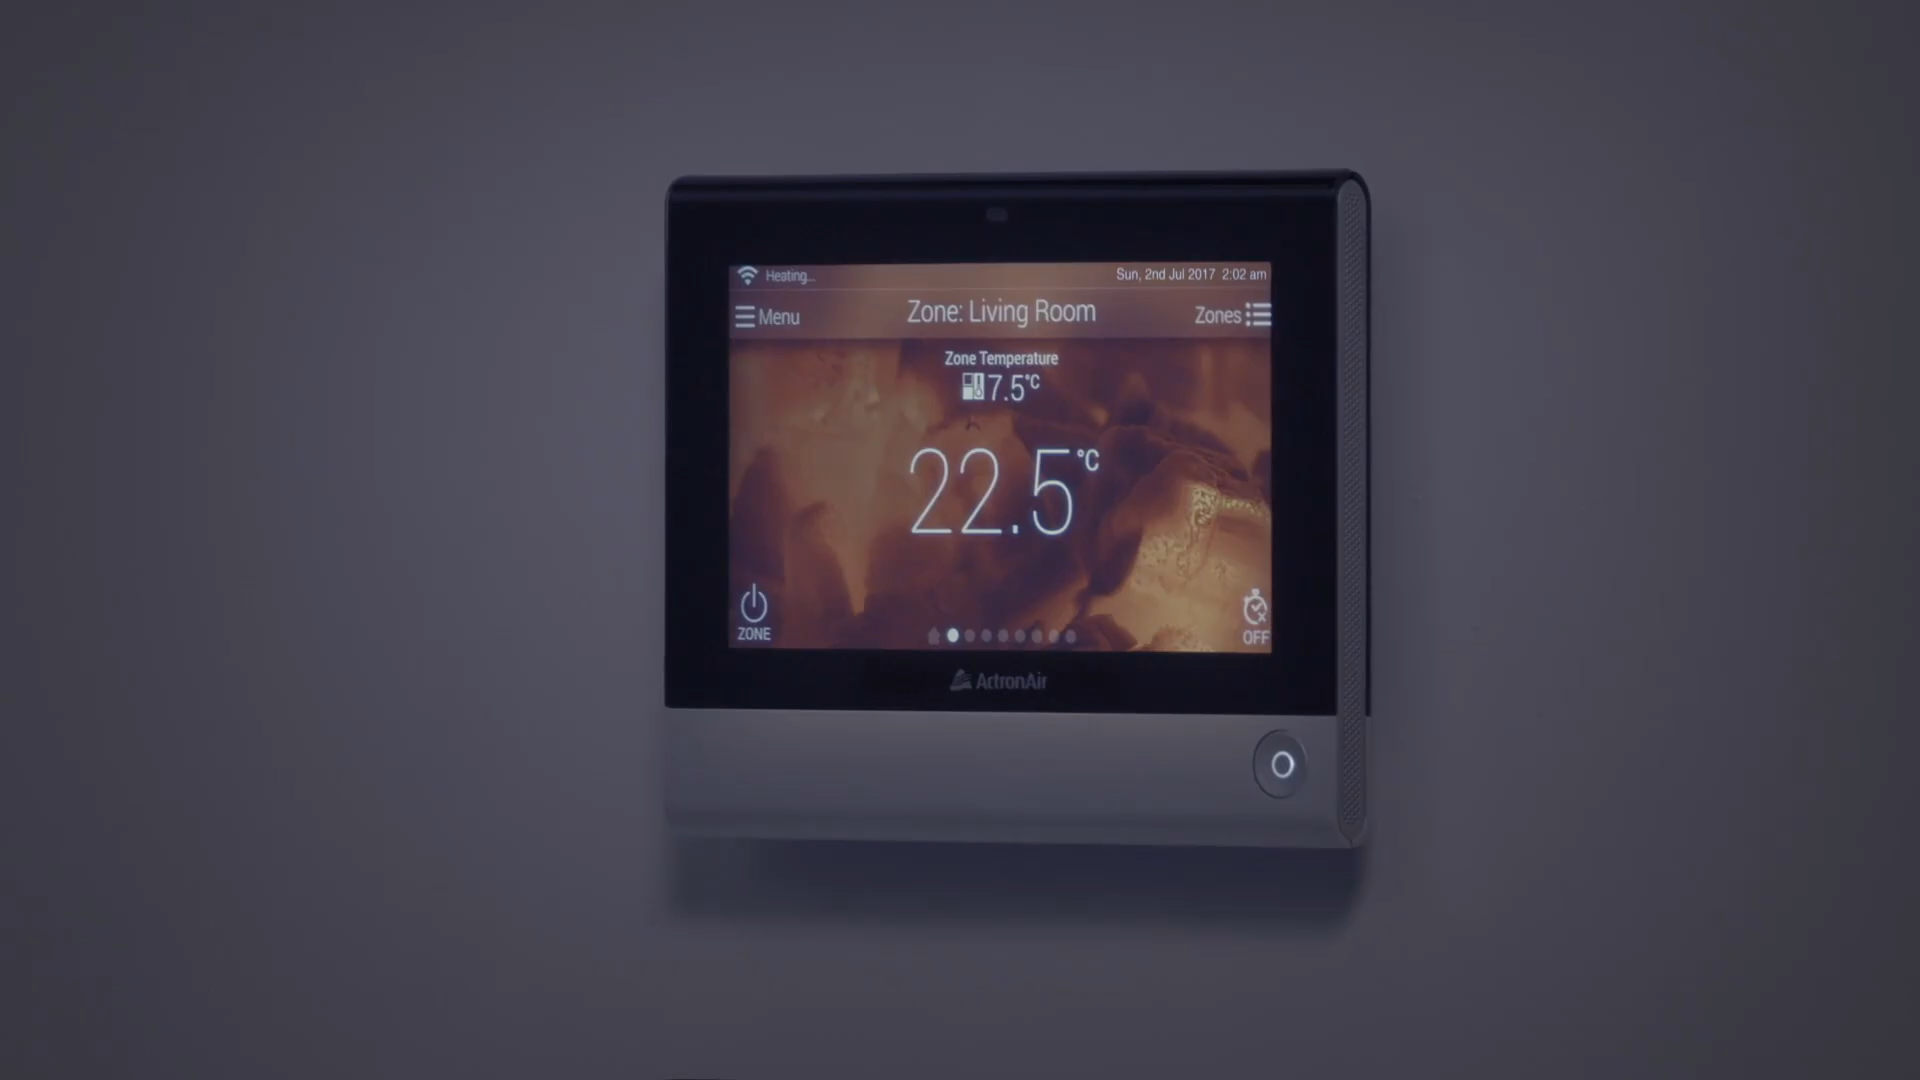 Heating...
Sun, 2nd Jul 2017 2:02 am
Menu
Zone: Living Room
Zones
Zone Temperature
7.5°C
22.5°C
ZONE
OFF
ActronAir